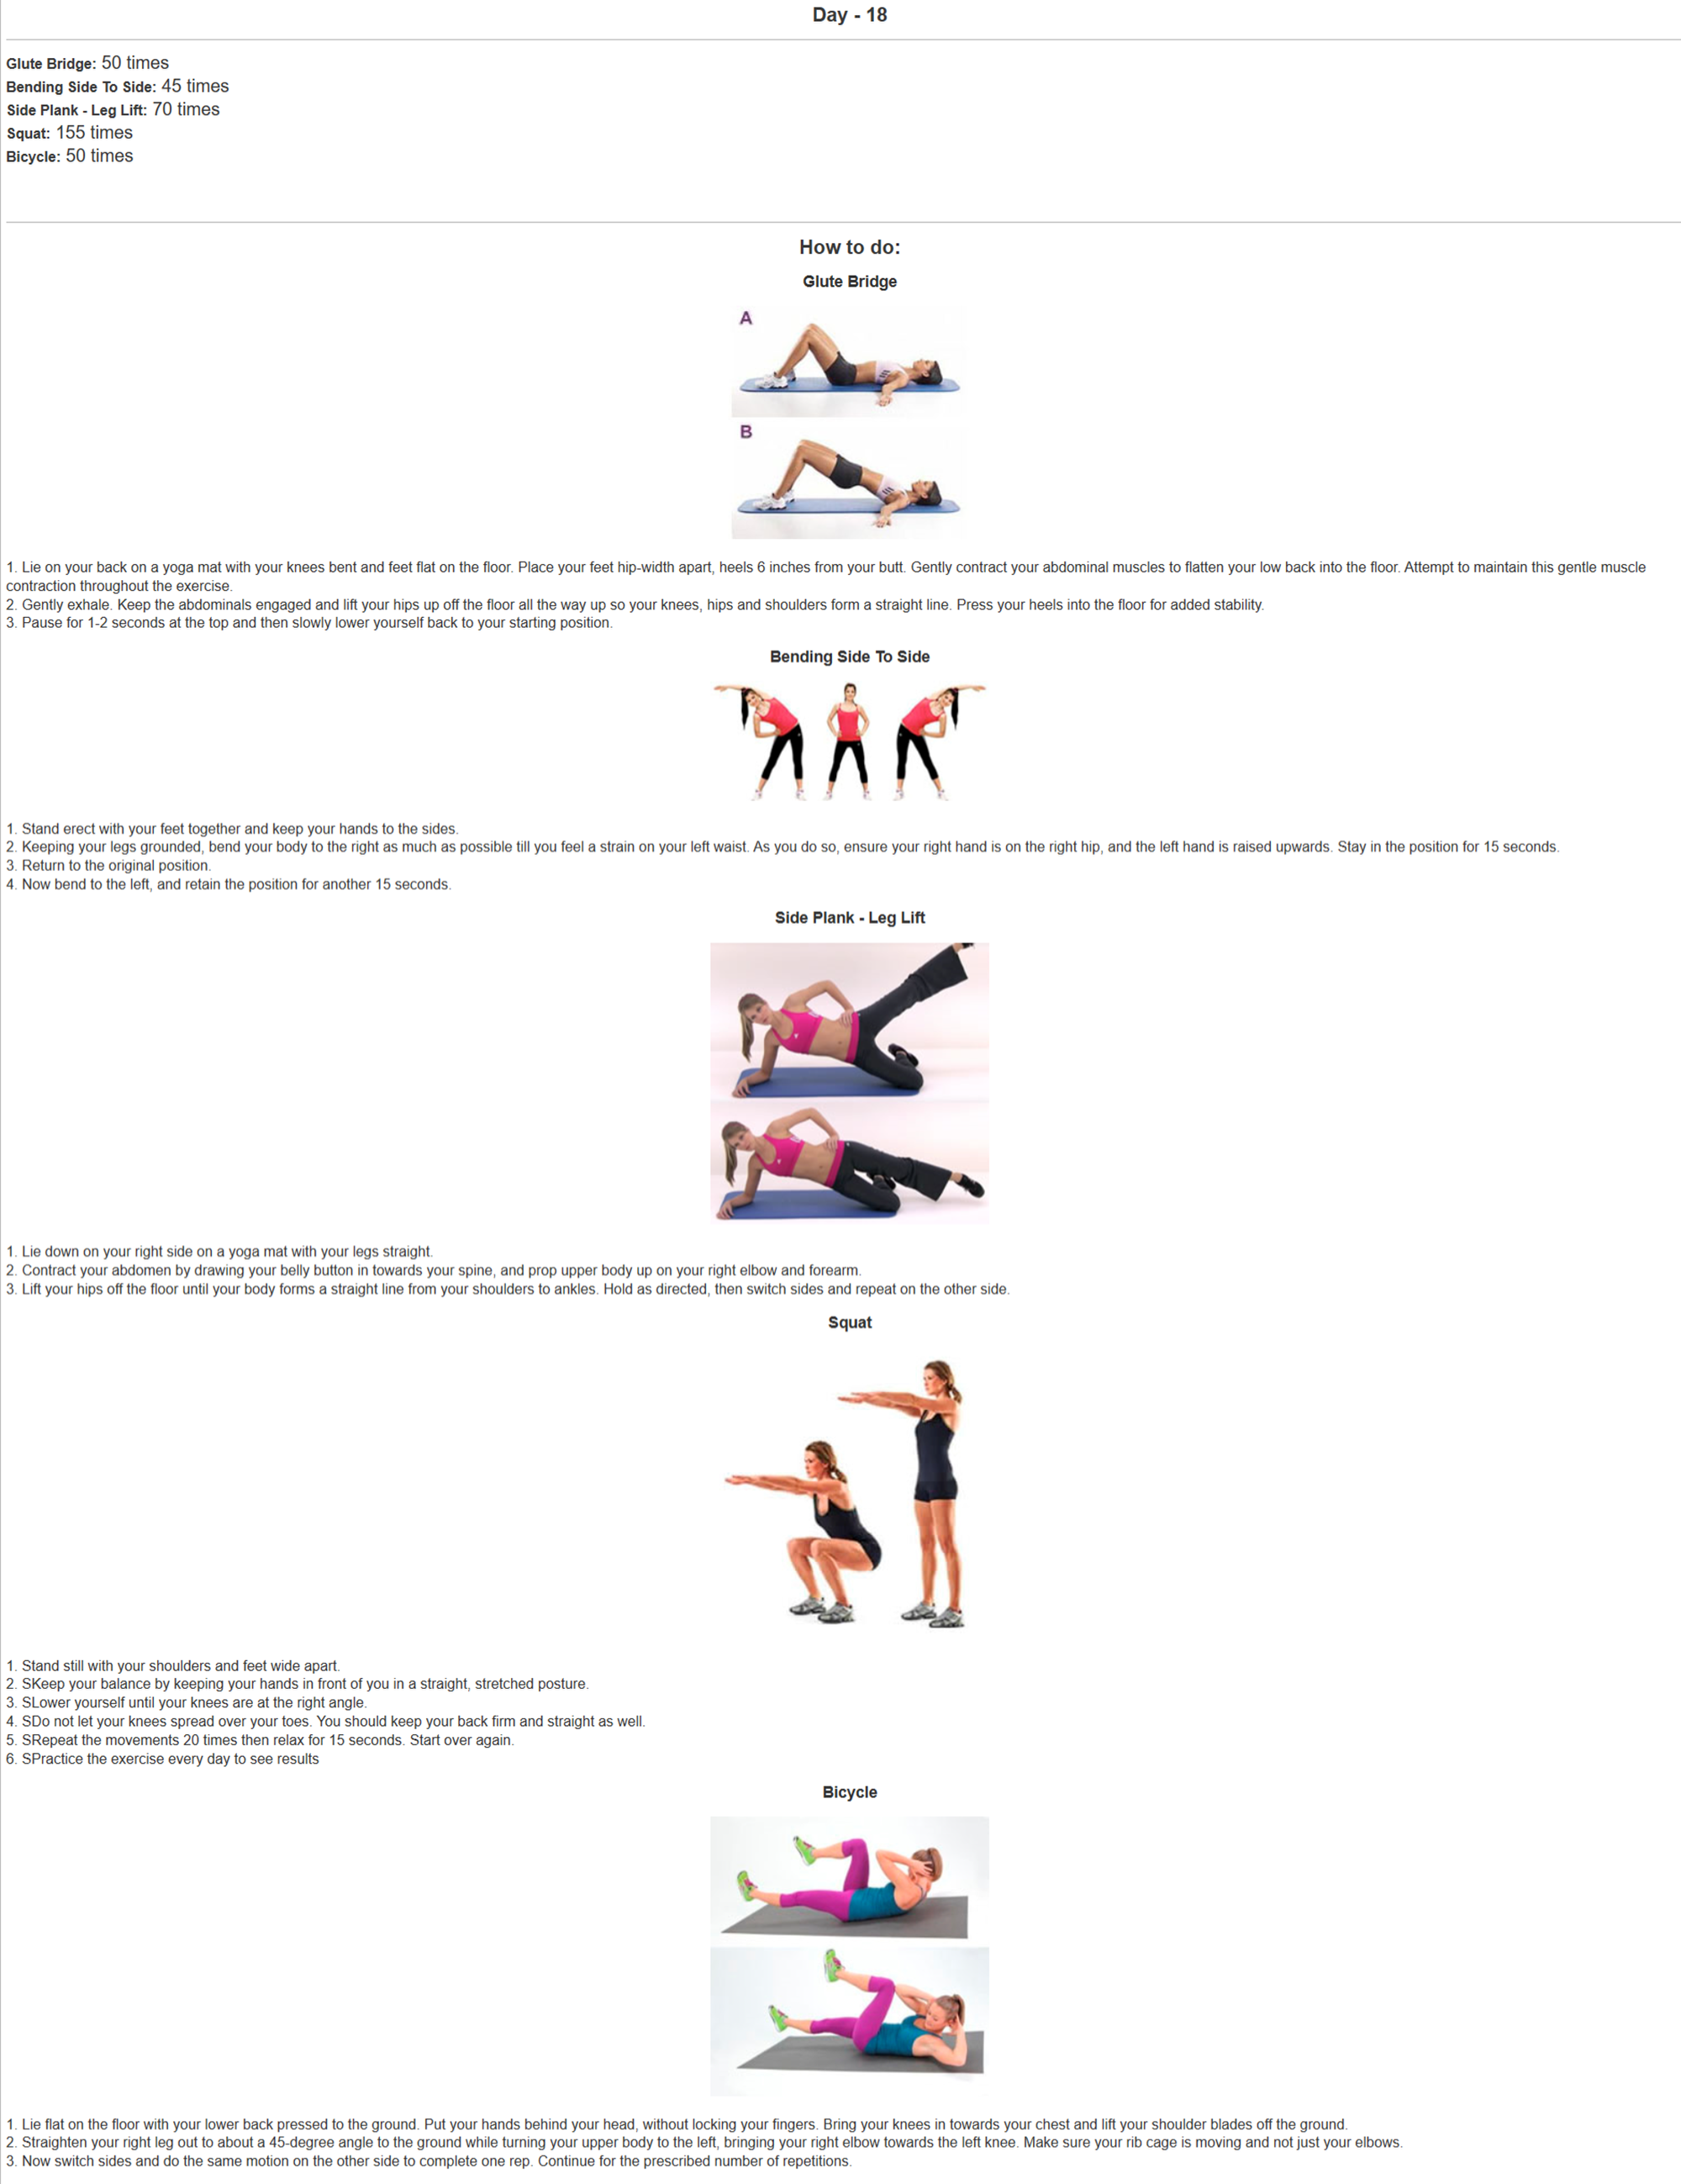 Day - 18
Glute Bridge: 50 times
Bending Side To Side: 45 times
Side Plank - Leg Lift: 70 times
Squat: 155 times
Bicycle: 50 times
How to do:
Glute Bridge
A
B
1. Lie on your back on a yoga mat with your knees bent and feet flat on the floor. Place your feet hip-width apart, heels 6 inches from your butt. Gently contract your abdominal muscles to flatten your low back into the floor. Attempt to maintain this gentle muscle
contraction throughout the exercise.
2. Gently exhale. Keep the abdominals engaged and lift your hips up off the floor all the way up so your knees, hips and shoulders form a straight line. Press your heels into the floor for added stability.
3. Pause for 1-2 seconds at the top and then slowly lower yourself back to your starting position.
Bending Side To Side
1. Stand erect with your feet together and keep your hands to the sides.
2. Keeping your legs grounded, bend your body to the right as much as possible till you feel a strain on your left waist. As you do so, ensure your right hand is on the right hip, and the left hand is raised upwards. Stay in the position for 15 seconds.
3. Return to the original position.
4. Now bend to the left, and retain the position for another 15 seconds.
Side Plank - Leg Lift
1. Lie down on your right side on a yoga mat with your legs straight.
2. Contract your abdomen by drawing your belly button in towards your spine, and prop upper body up on your right elbow and forearm.
3. Lift your hips off the floor until your body forms a straight line from your shoulders to ankles. Hold as directed, then switch sides and repeat on the other side.
Squat
1. Stand still with your shoulders and feet wide apart.
2. SKeep your balance by keeping your hands in front of you in a straight, stretched posture.
3. SLower yourself until your knees are at the right angle.
4. SDo not let your knees spread over your toes. You should keep your back firm and straight as well.
5. SRepeat the movements 20 times then relax for 15 seconds. Start over again.
6. SPractice the exercise every day to see results
Bicycle
1. Lie flat on the floor with your lower back pressed to the ground. Put your hands behind your head, without locking your fingers. Bring your knees in towards your chest and lift your shoulder blades off the ground.
2. Straighten your right leg out to about a 45-degree angle to the ground while turning your upper body to the left, bringing your right elbow towards the left knee. Make sure your rib cage is moving and not just your elbows.
3. Now switch sides and do the same motion on the other side to complete one rep. Continue for the prescribed number of repetitions.